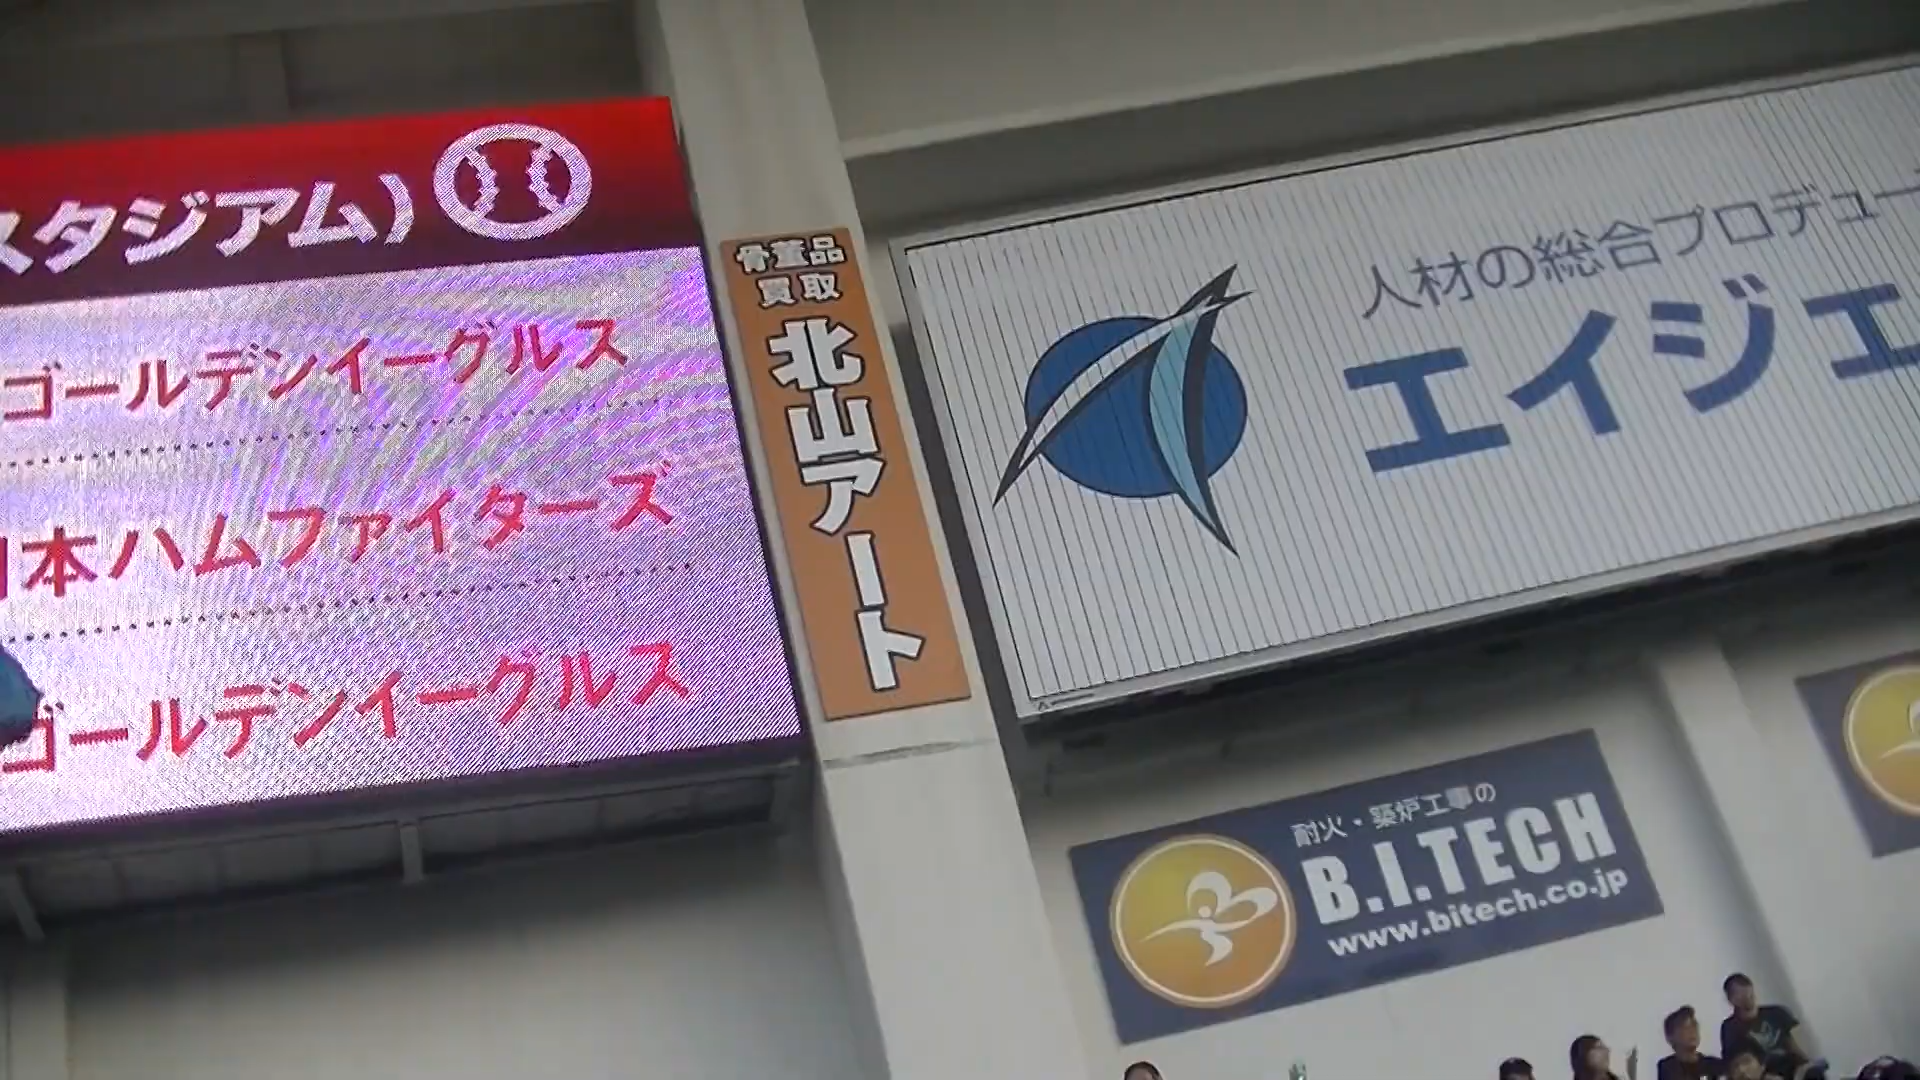 スタジアム)
ゴールデンイーグルス
日本ハムファイターズ
ゴールデンイーグルス
骨董品
買取
北山アート
人材の総合プロデュー
エイジェ
耐火・築炉工事の
B.I.TECH
www.bitech.co.jp